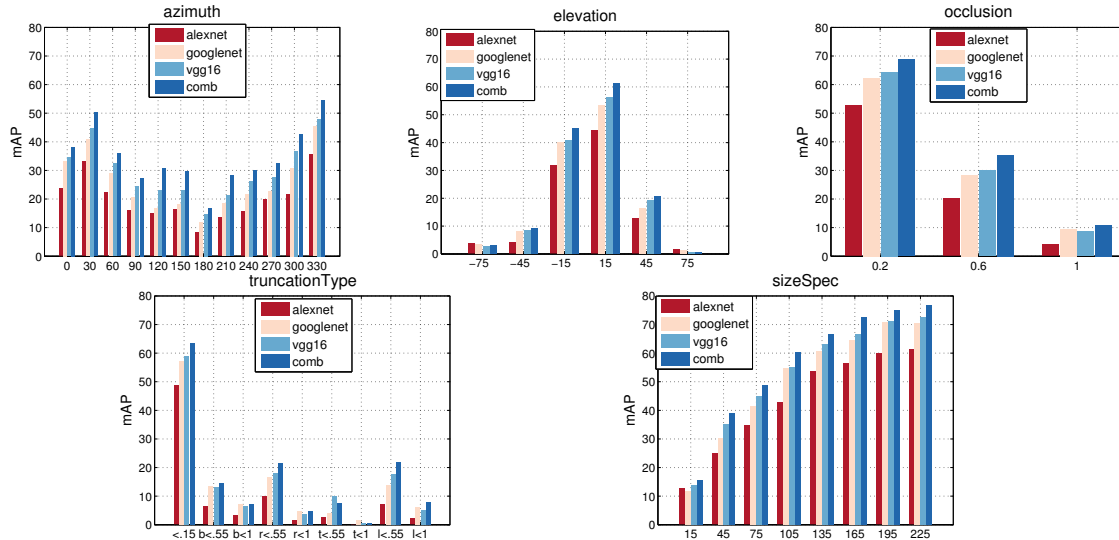 azimuth
80
70
60
50
40
30
20
10
0
mAP
alexnet
googlenet
vgg16
comb
0 30 60 90 120 150 180 210 240 270 300 330
elevation
80
70
60
50
40
30
20
10
0
mAP
alexnet
googlenet
vgg16
comb
−75 −45 −15 15 45 75
occlusion
80
70
60
50
40
30
20
10
0
mAP
alexnet
googlenet
vgg16
comb
0.2 0.6 1
truncationType
80
70
60
50
40
30
20
10
0
mAP
alexnet
googlenet
vgg16
comb
<.15 b<.55 b<1 r<.55 r<1 t<.55 t<1 l<.55 l<1
sizeSpec
80
70
60
50
40
30
20
10
0
mAP
alexnet
googlenet
vgg16
comb
15 45 75 105 135 165 195 225